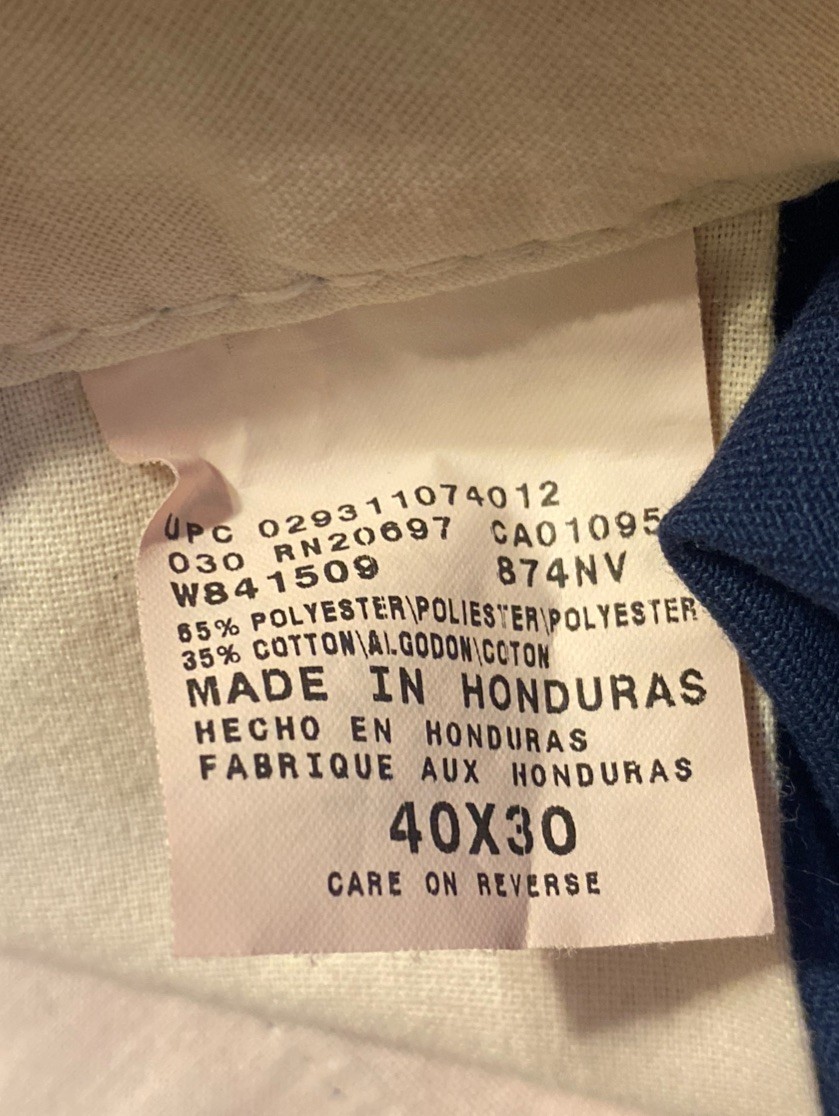 UPC 029311074012
030 RN20697 CA01095
W841509 874NV
65% POLYESTER\POLIESTER\POLYESTER
35% COTTON\ALGODON\COTON
MADE IN HONDURAS
HECHO EN HONDURAS
FABRIQUE AUX HONDURAS
40X30
CARE ON REVERSE